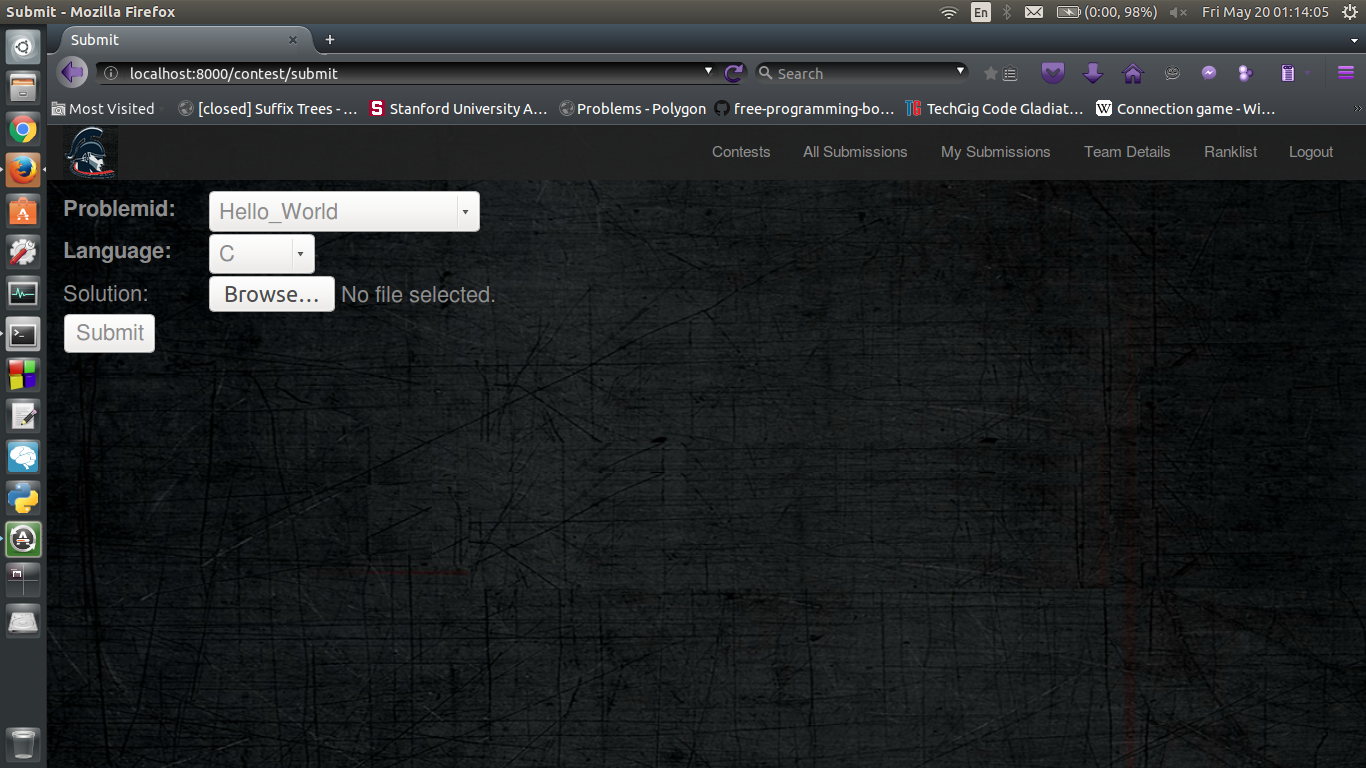 Submit - Mozilla Firefox
En
(0:00, 98%)
Fri May 20 01:14:05
Submit
localhost:8000/contest/submit
Search
Most Visited
[closed] Suffix Trees - ...
S
Stanford University A...
Problems - Polygon
free-programming-bo...
TG
TechGig Code Gladiat...
W
Connection game - Wi...
Contests
All Submissions
My Submissions
Team Details
Ranklist
Logout
Problemid:
Hello_World
Language:
C
Solution:
Browse...
No file selected.
Submit